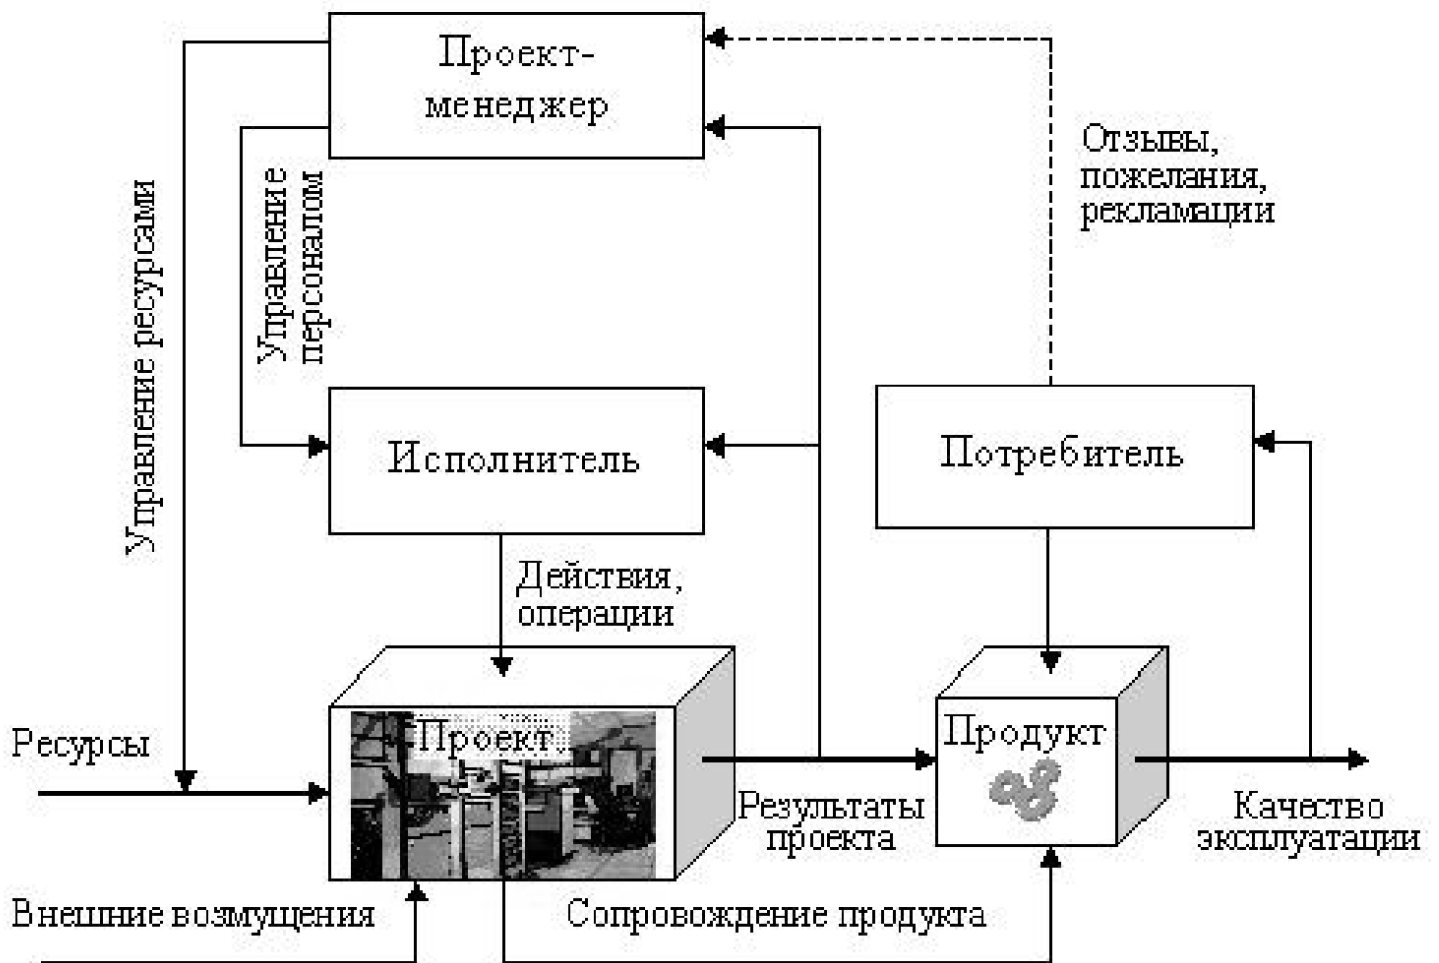 Проект-
менеджер
Отзывы,
пожелания,
рекламации
Управление ресурсами
Управление
персоналом
Исполнитель
Потребитель
Действия,
операции
Ресурсы
Проект
Продукт
Результаты
проекта
Качество
эксплуатации
Внешние возмущения
Сопровождение продукта